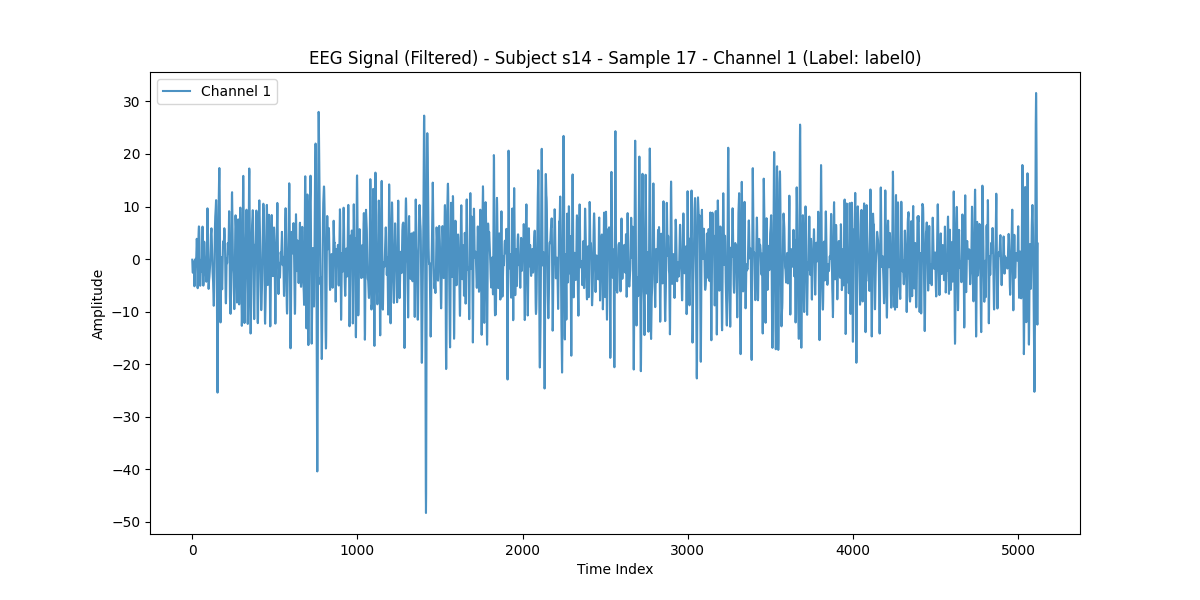 EEG Signal (Filtered) - Subject s14 - Sample 17 - Channel 1 (Label: label0)
Channel 1
30
20
10
0
−10
−20
−30
−40
−50
Amplitude
0 1000 2000 3000 4000 5000
Time Index